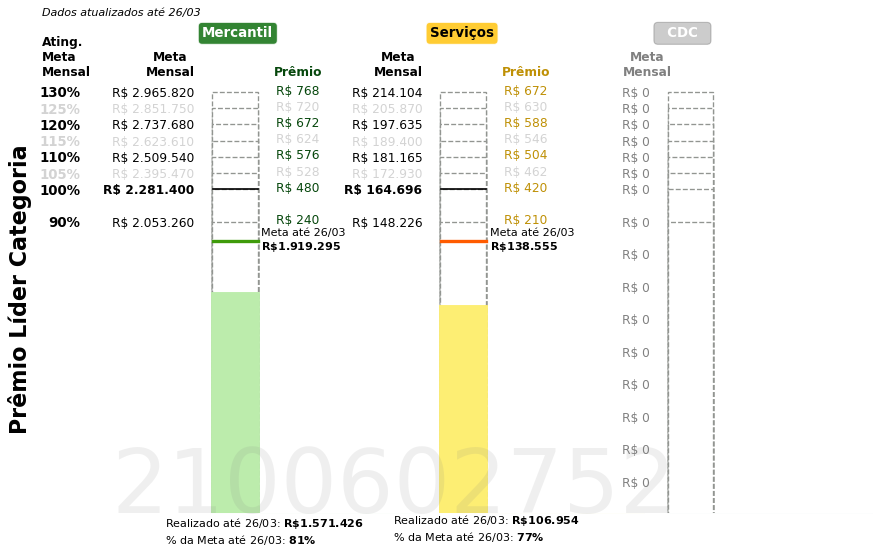 Dados atualizados até 26/03
Mercantil Serviços CDC
Ating. Meta Mensal
Meta Mensal Prêmio Meta Mensal Prêmio Meta Mensal
130% R$ 2.965.820 R$ 768 R$ 214.104 R$ 672 R$ 0
125% R$ 2.851.750 R$ 720 R$ 205.870 R$ 630 R$ 0
120% R$ 2.737.680 R$ 672 R$ 197.635 R$ 588 R$ 0
115% R$ 2.623.610 R$ 624 R$ 189.400 R$ 546 R$ 0
110% R$ 2.509.540 R$ 576 R$ 181.165 R$ 504 R$ 0
105% R$ 2.395.470 R$ 528 R$ 172.930 R$ 462 R$ 0
100% R$ 2.281.400 R$ 480 R$ 164.696 R$ 420 R$ 0
90% R$ 2.053.260 R$ 240 R$ 148.226 R$ 210 R$ 0
Meta até 26/03 Meta até 26/03
R$1.919.295 R$138.555
R$ 0
R$ 0
R$ 0
R$ 0
R$ 0
R$ 0
R$ 0
R$ 0
Prêmio Líder Categoria
2100602752
Realizado até 26/03: R$1.571.426 Realizado até 26/03: R$106.954
% da Meta até 26/03: 81% % da Meta até 26/03: 77%